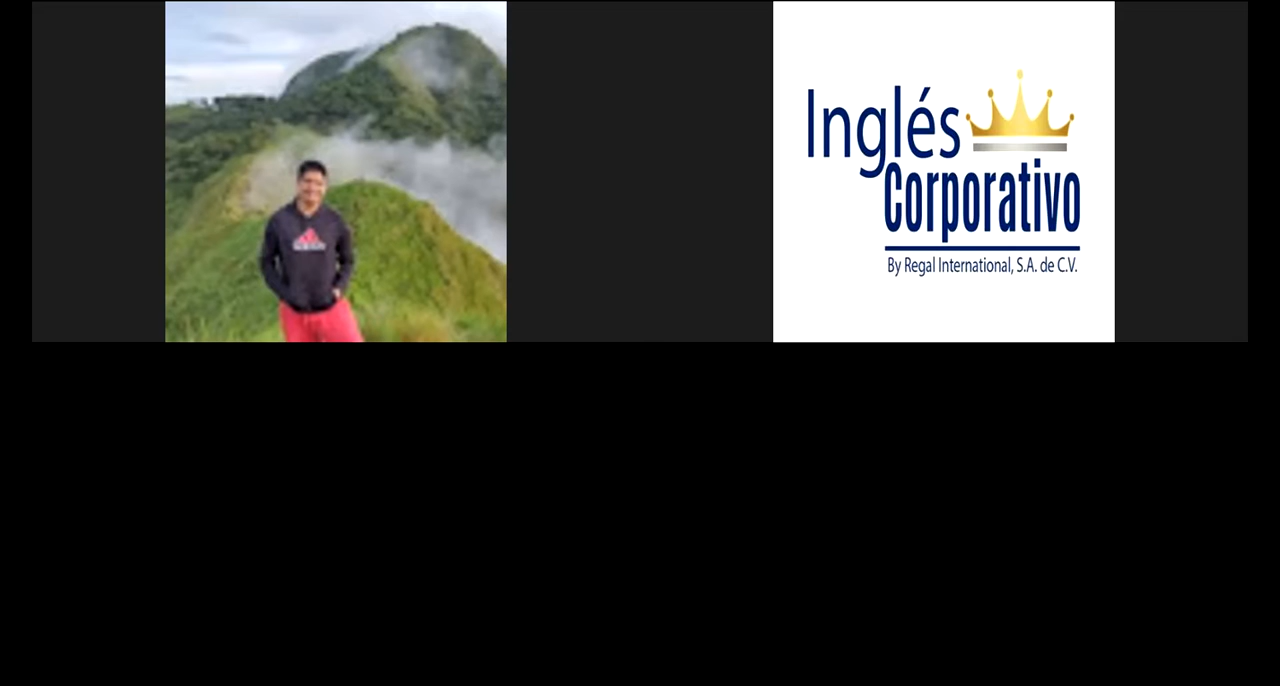 Inglés
Corporativo
By Regal International, S.A. de C.V.